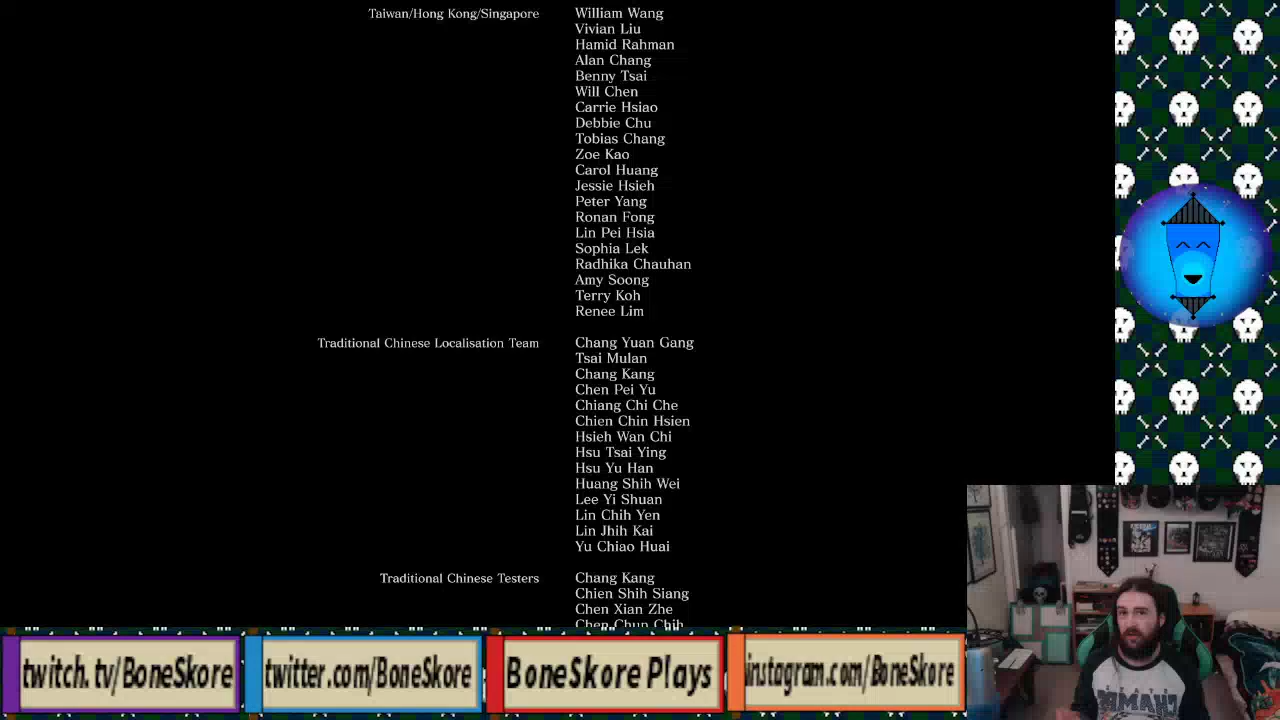 Taiwan/Hong Kong/Singapore William Wang
Vivian Liu
Hamid Rahman
Alan Chang
Benny Tsai
Will Chen
Carrie Hsiao
Debbie Chu
Tobias Chang
Zoe Kao
Carol Huang
Jessie Hsieh
Peter Yang
Ronan Fong
Lin Pei Hsia
Sophia Lek
Radhika Chauhan
Amy Soong
Terry Koh
Renee Lim
Traditional Chinese Localisation Team Chang Yuan Gang
Tsai Mulan
Chang Kang
Chen Pei Yu
Chiang Chi Che
Chien Chin Hsien
Hsieh Wan Chi
Hsu Tsai Ying
Hsu Yu Han
Huang Shih Wei
Lee Yi Shuan
Lin Chih Yen
Lin Jhih Kai
Yu Chiao Huai
Traditional Chinese Testers Chang Kang
Chien Shih Siang
Chen Xian Zhe
Chen Chun Chih
twitch.tv/BoneSkore
twitter.com/BoneSkore
BoneSkore Plays
instagram.com/BoneSkore